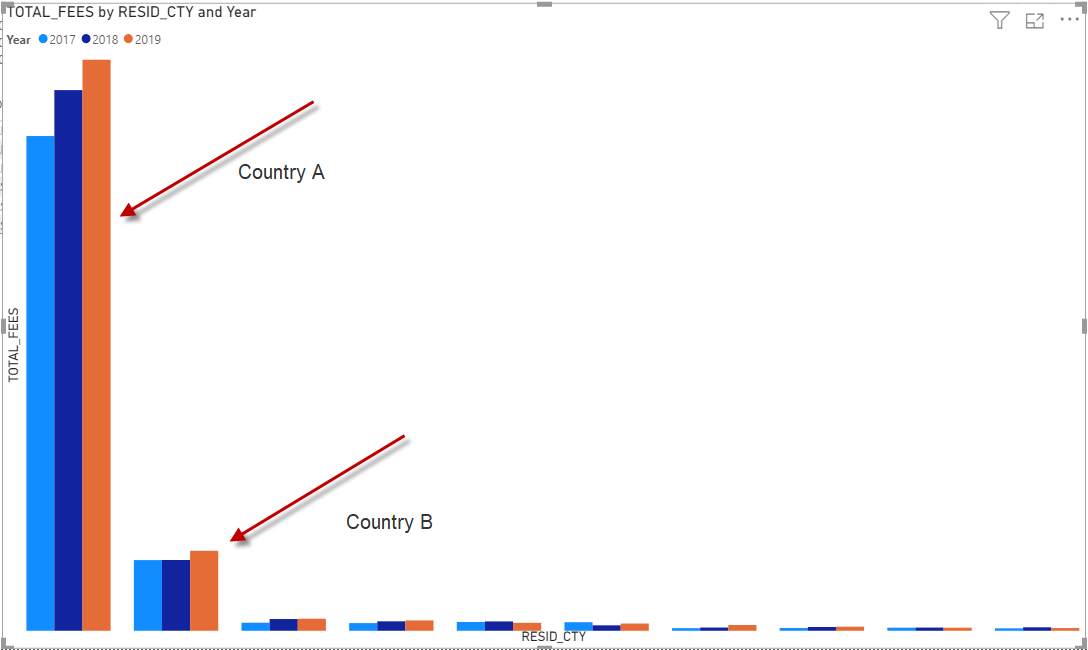 TOTAL_FEES by RESID_CTY and Year
Year 2017 2018 2019
Country A
TOTAL_FEES
Country B
RESID_CTY